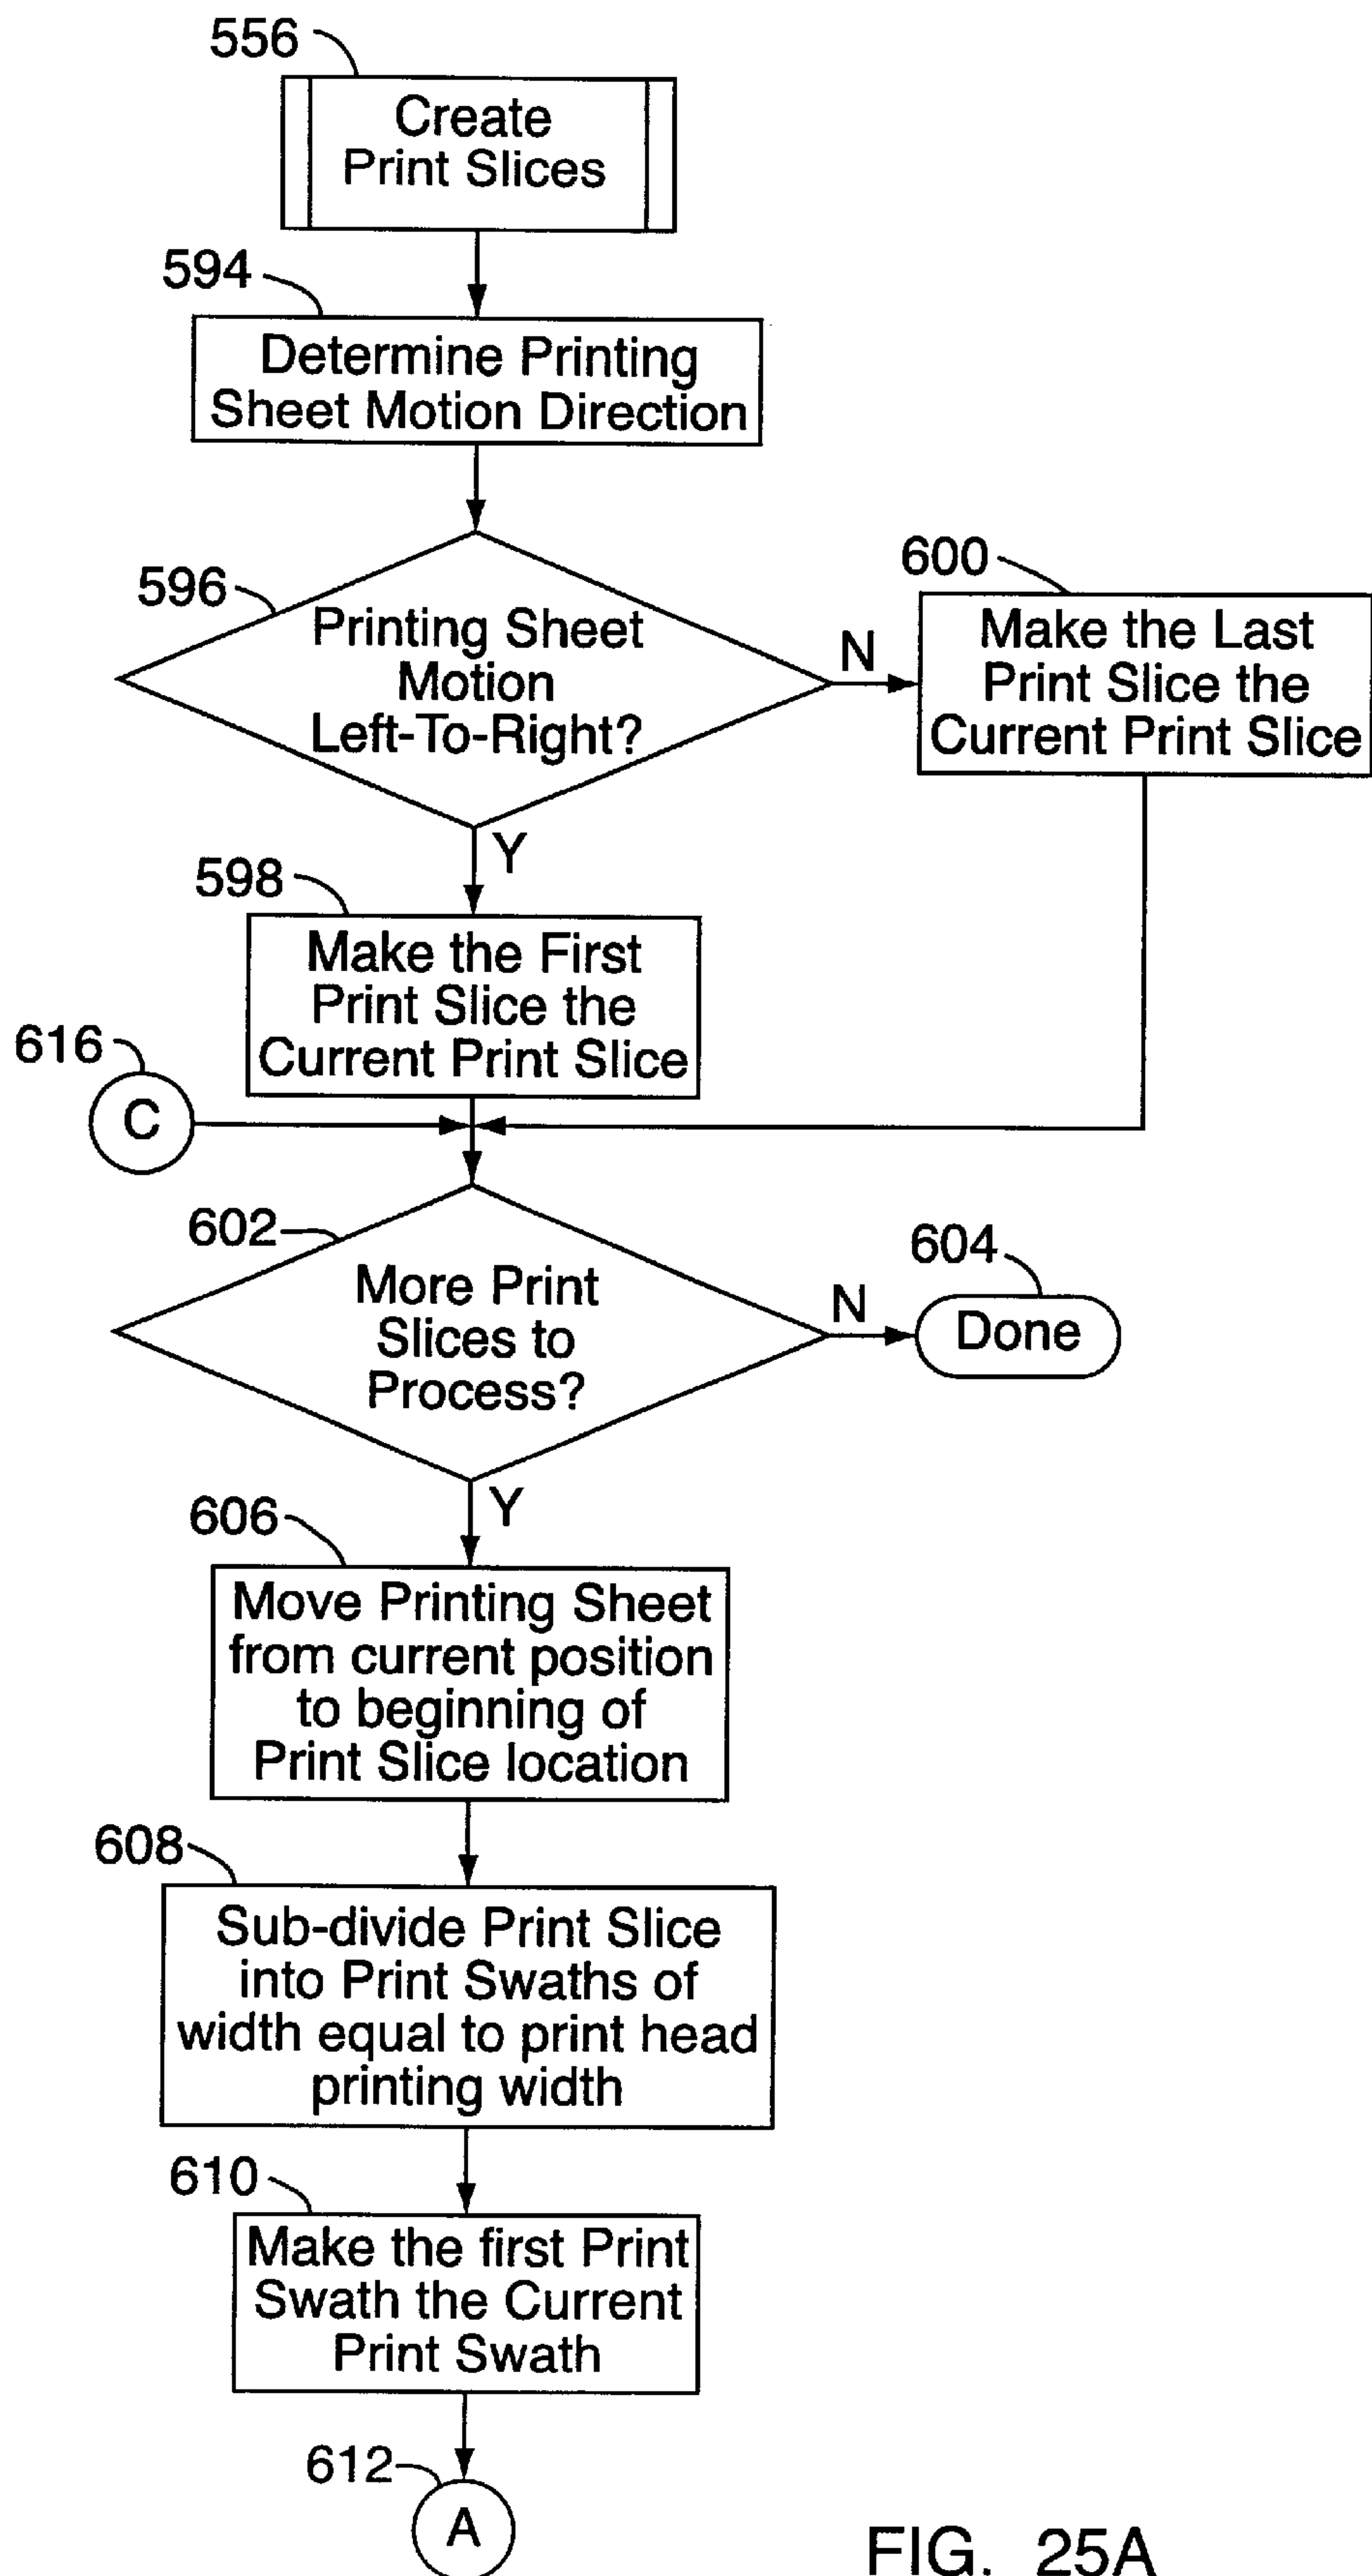 556
Create
Print Slices
594
Determine Printing
Sheet Motion Direction
596
Printing Sheet
Motion
Left-To-Right?
N
600
Make the Last
Print Slice the
Current Print Slice
Y
598
Make the First
Print Slice the
Current Print Slice
616
C
602
More Print
Slices to
Process?
N
604
Done
Y
606
Move Printing Sheet
from current position
to beginning of
Print Slice location
608
Sub-divide Print Slice
into Print Swaths of
width equal to print head
printing width
610
Make the first Print
Swath the Current
Print Swath
612
A
FIG. 25A